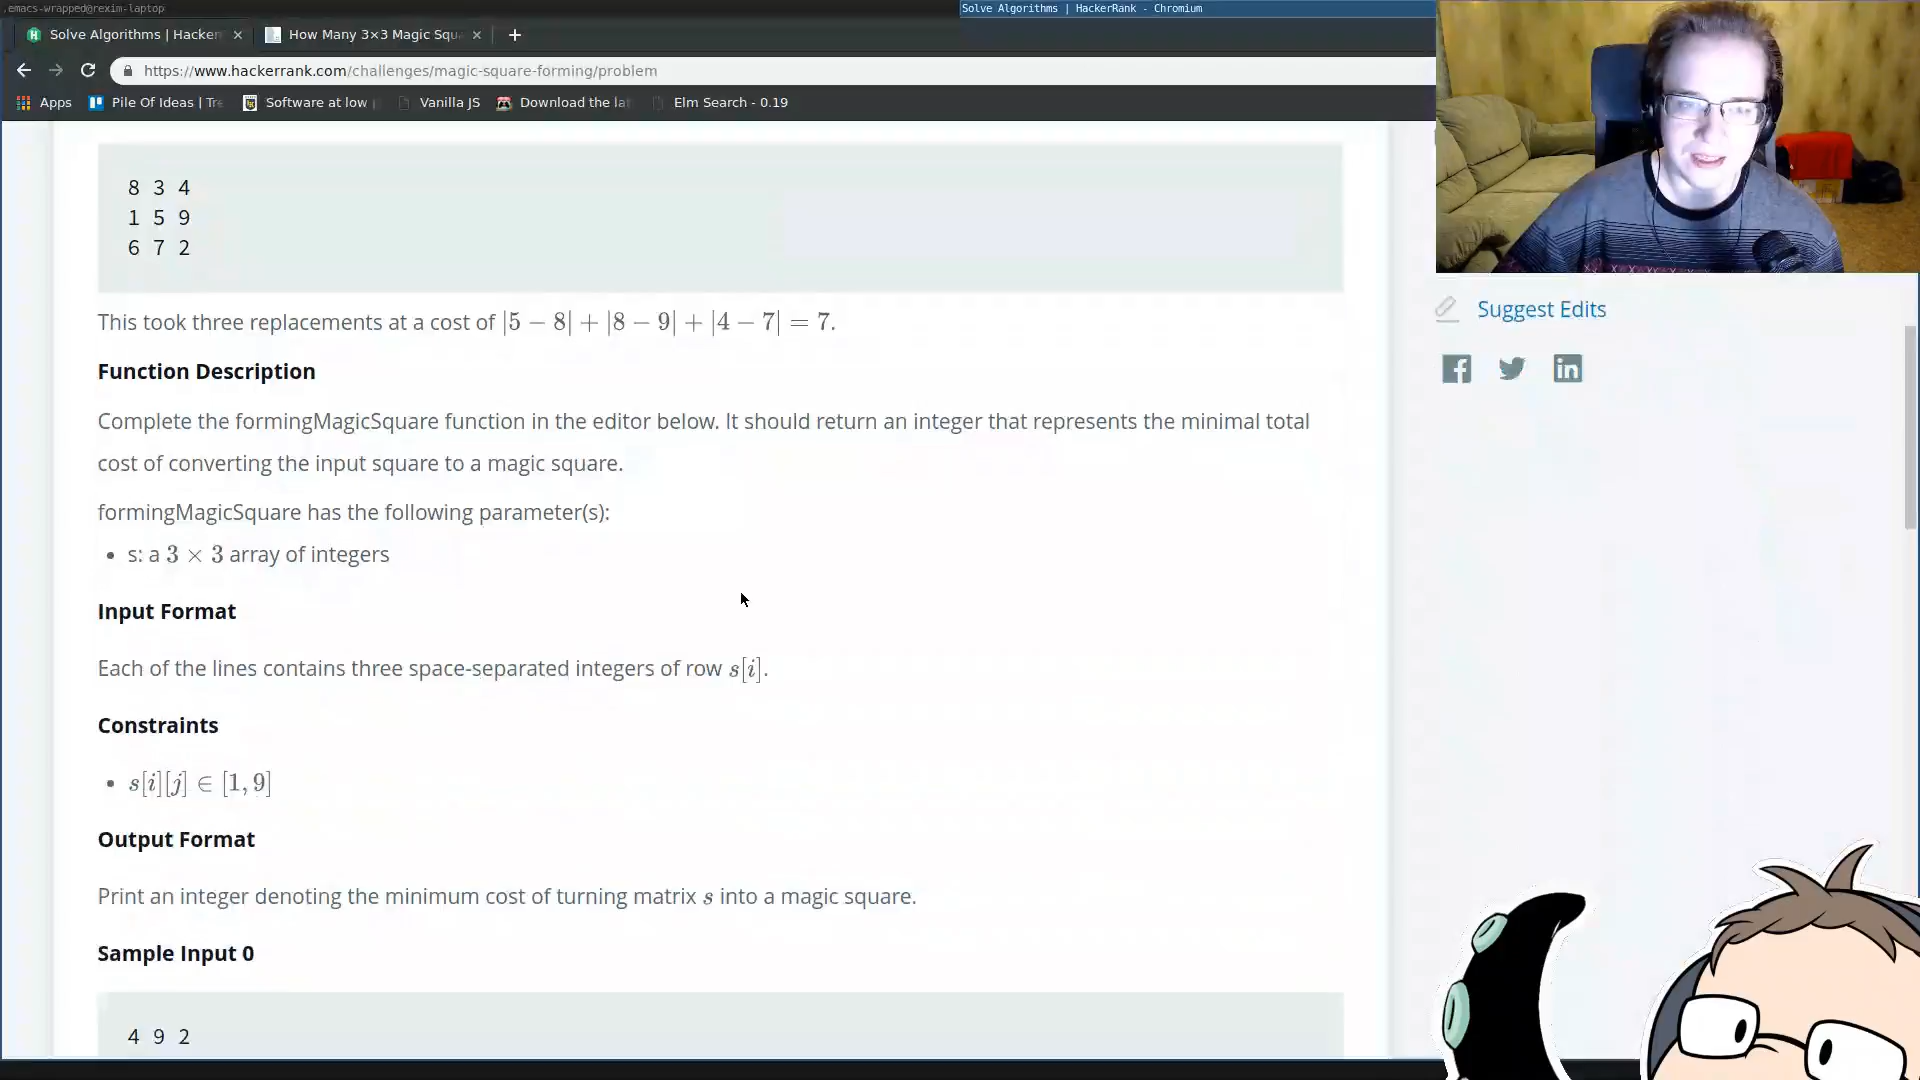 .emacs-wrapped@rexim-laptop
Solve Algorithms | HackerRank - Chromium
Solve Algorithms | Hacker
How Many 3×3 Magic Squ
https://www.hackerrank.com/challenges/magic-square-forming/problem
Apps
Pile Of Ideas | Tre
Software at low
Vanilla JS
Download the lat
Elm Search - 0.19
8 3 4
1 5 9
6 7 2
This took three replacements at a cost of |5 − 8| + |8 − 9| + |4 − 7| = 7.
Function Description
Complete the formingMagicSquare function in the editor below. It should return an integer that represents the minimal total
cost of converting the input square to a magic square.
formingMagicSquare has the following parameter(s):
• s: a 3 × 3 array of integers
Input Format
Each of the lines contains three space-separated integers of row s[i].
Constraints
• s[i][j] ∈ [1, 9]
Output Format
Print an integer denoting the minimum cost of turning matrix s into a magic square.
Sample Input 0
4 9 2
Suggest Edits